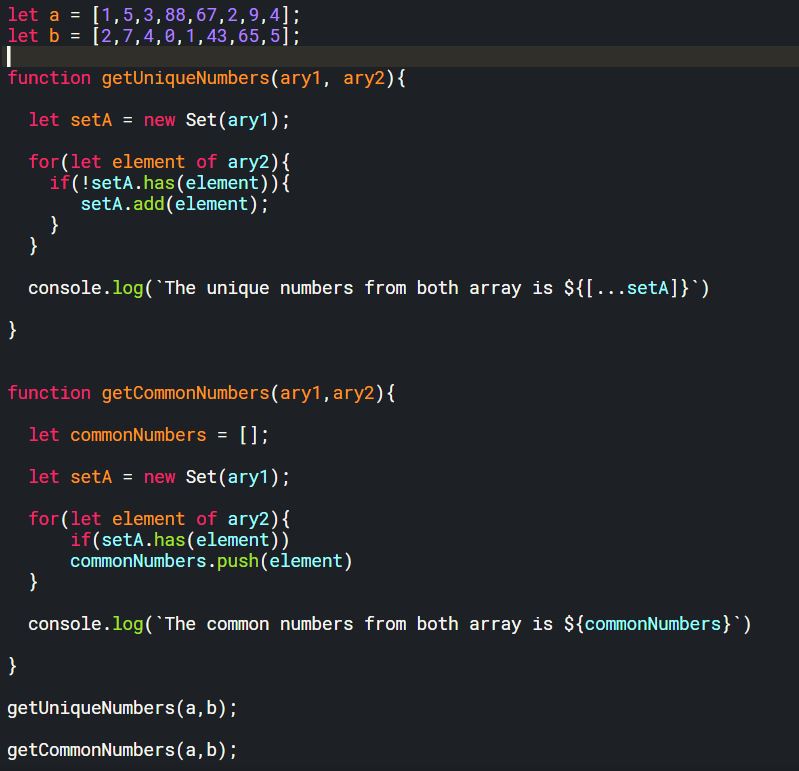 let a = [1,5,3,88,67,2,9,4];
let b = [2,7,4,0,1,43,65,5];
function getUniqueNumbers(ary1, ary2){
let setA = new Set(ary1);
for(let element of ary2){
if(!setA.has(element)){
setA.add(element);
}
}
console.log(`The unique numbers from both array is ${[...setA]}`)
}
function getCommonNumbers(ary1,ary2){
let commonNumbers = [];
let setA = new Set(ary1);
for(let element of ary2){
if(setA.has(element))
commonNumbers.push(element)
}
console.log(`The common numbers from both array is ${commonNumbers}`)
}
getUniqueNumbers(a,b);
getCommonNumbers(a,b);